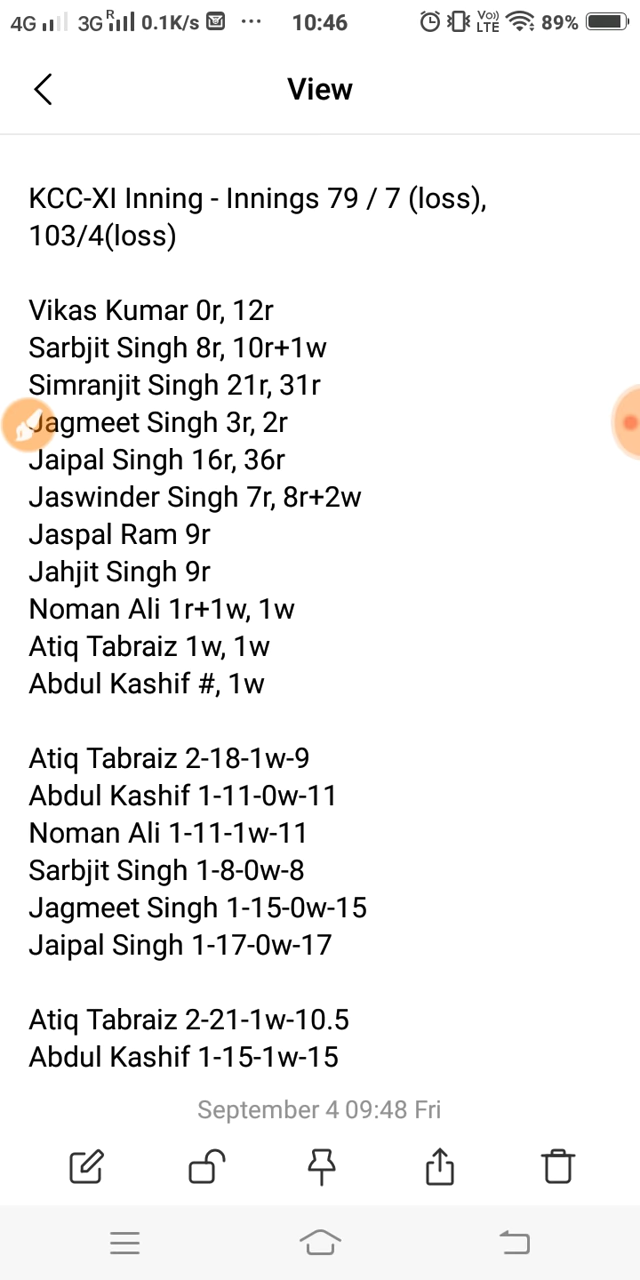 4G 3G R 0.1K/s ... 10:46 Vo)) LTE 89%
View
KCC-XI Inning - Innings 79 / 7 (loss),
103/4(loss)
Vikas Kumar 0r, 12r
Sarbjit Singh 8r, 10r+1w
Simranjit Singh 21r, 31r
Jagmeet Singh 3r, 2r
Jaipal Singh 16r, 36r
Jaswinder Singh 7r, 8r+2w
Jaspal Ram 9r
Jahjit Singh 9r
Noman Ali 1r+1w, 1w
Atiq Tabraiz 1w, 1w
Abdul Kashif #, 1w
Atiq Tabraiz 2-18-1w-9
Abdul Kashif 1-11-0w-11
Noman Ali 1-11-1w-11
Sarbjit Singh 1-8-0w-8
Jagmeet Singh 1-15-0w-15
Jaipal Singh 1-17-0w-17
Atiq Tabraiz 2-21-1w-10.5
Abdul Kashif 1-15-1w-15
September 4 09:48 Fri